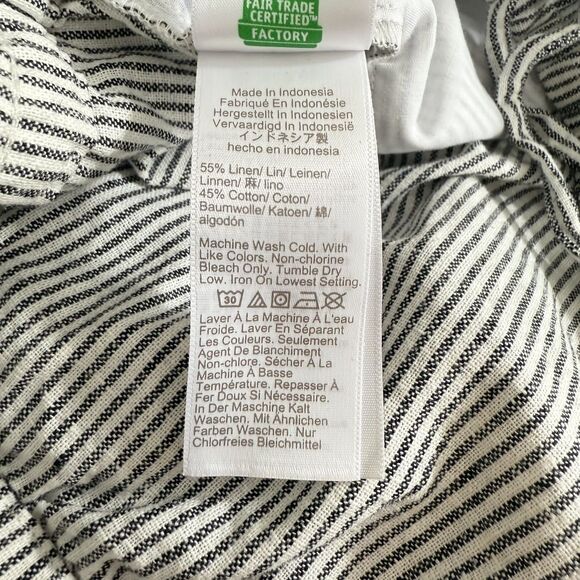 FAIR TRADE
CERTIFIED™
FACTORY
Made In Indonesia
Fabriqué En Indonésie
Hergestellt in Indonesien
Vervaardigd In Indonesië
インドネシア製
hecho en indonesia
55% Linen/ Lin/ Leinen/
Linnen/ 麻/ lino
45% Cotton/ Coton/
Baumwolle/ Katoen/ 綿/
algodón
Machine Wash Cold. With
Like Colors. Non-chlorine
Bleach Only. Tumble Dry
Low. Iron On Lowest Setting.
30
Laver À La Machine À L'eau
Froide. Laver En Séparant
Les Couleurs. Seulement
Agent De Blanchiment
Non-chlore. Sécher À La
Machine À Basse
Température. Repasser À
Fer Doux Si Nécessaire.
In Der Maschine Kalt
Waschen. Mit Ähnlichen
Farben Waschen. Nur
Chlorfreies Bleichmittel